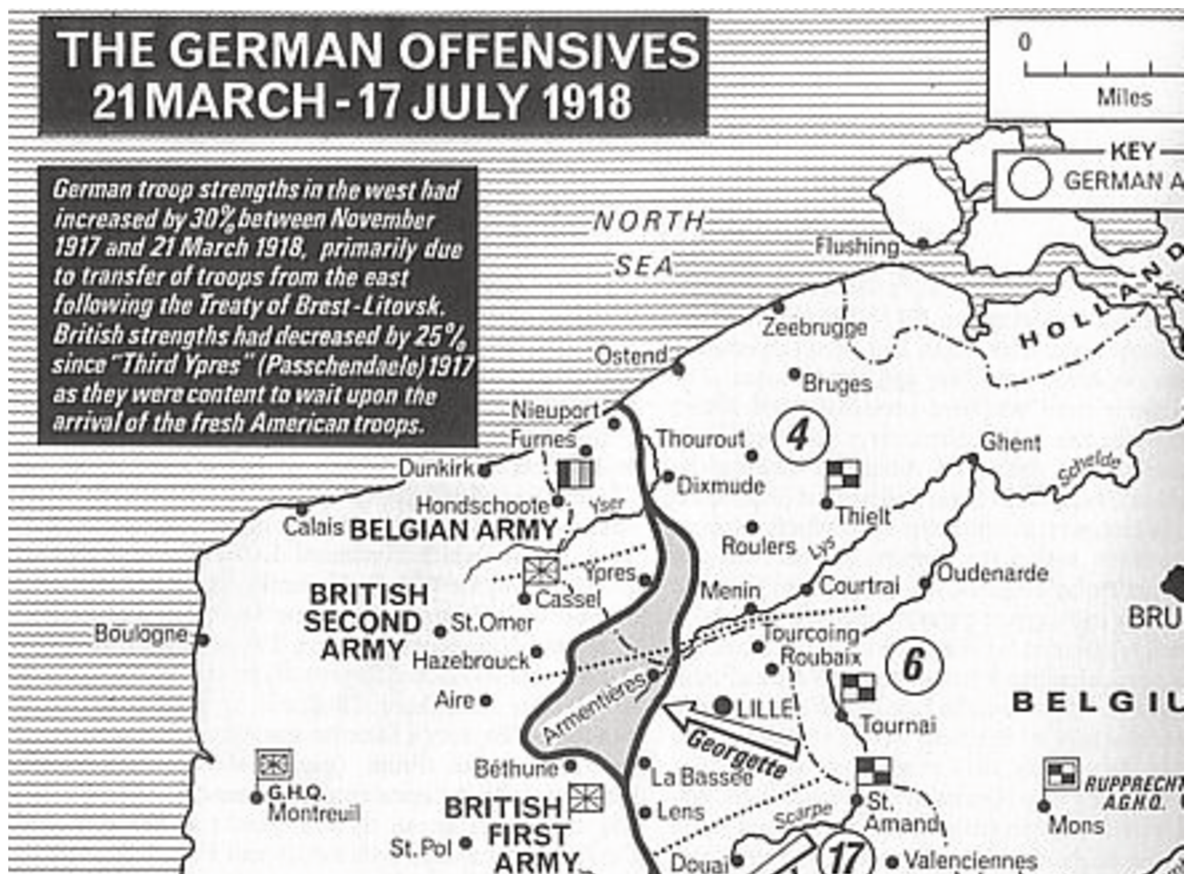 THE GERMAN OFFENSIVES
21 MARCH - 17 JULY 1918
0
Miles
KEY
GERMAN A
German troop strengths in the west had
increased by 30% between November
1917 and 21 March 1918, primarily due
to transfer of troops from the east
following the Treaty of Brest-Litovsk.
British strengths had decreased by 25%
since "Third Ypres" (Passchendaele) 1917
as they were content to wait upon the
arrival of the fresh American troops.
NORTH
SEA
Flushing
HOLLAND
Zeebrugge
Ostend
Bruges
Nieuport
4
Furnes
Thourout
Ghent
Dunkirk
Dixmude
Schelde
Hondschoote
Yser
Thielt
Calais
BELGIAN ARMY
Roulers
Lys
Ypres
Menin
Courtral
Oudenarde
BRITISH
SECOND
ARMY
Cassel
St.Omer
BRU
Boulogne
Tourcoing
Hazebrouck
Roubaix
6
Aire
Armentières
LILLE
BELGIU
Tournai
Georgette
Béthune
La Bassée
RUPPRECHT
A.G.H.Q.
G.H.Q.
Montreuil
BRITISH
FIRST
ARMY
Lens
Scarpe
St.
Amand
Mons
St.Pol
Douai
17
Valenciennes